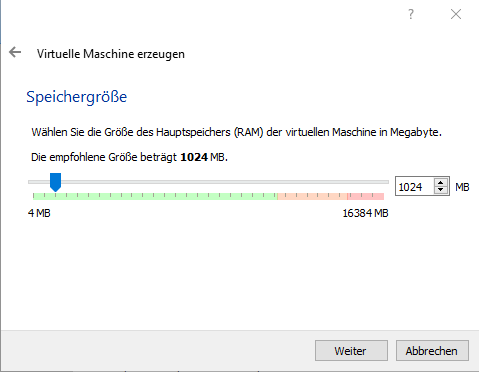 ?
Virtuelle Maschine erzeugen
Speichergröße
Wählen Sie die Größe des Hauptspeichers (RAM) der virtuellen Maschine in Megabyte.
Die empfohlene Größe beträgt 1024 MB.
1024 MB
4 MB 16384 MB
Weiter Abbrechen